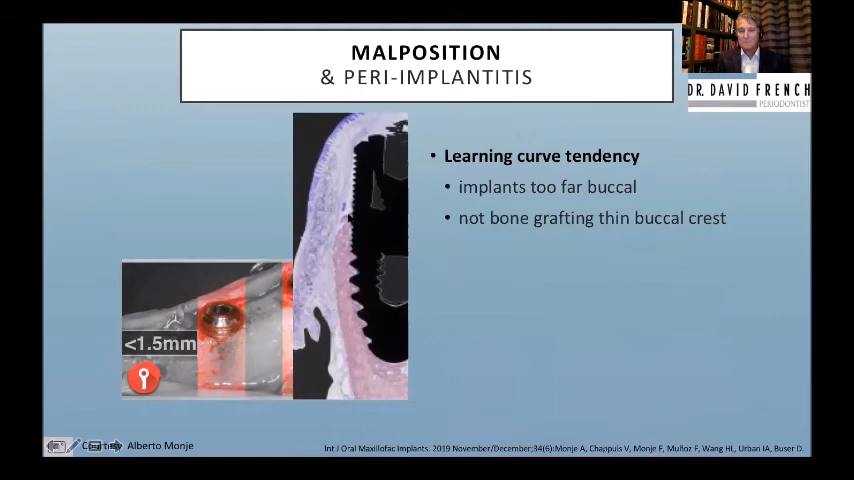 MALPOSITION
& PERI-IMPLANTITIS
DR. DAVID FRENCH
PERIODONTIST
• Learning curve tendency
• implants too far buccal
• not bone grafting thin buccal crest
<1.5mm
Courtesy Alberto Monje
Int J Oral Maxillofac Implants. 2019 November/December;34(6):Monje A, Chappuis V, Monje F, Muñoz F, Wang HL, Urban IA, Buser D.